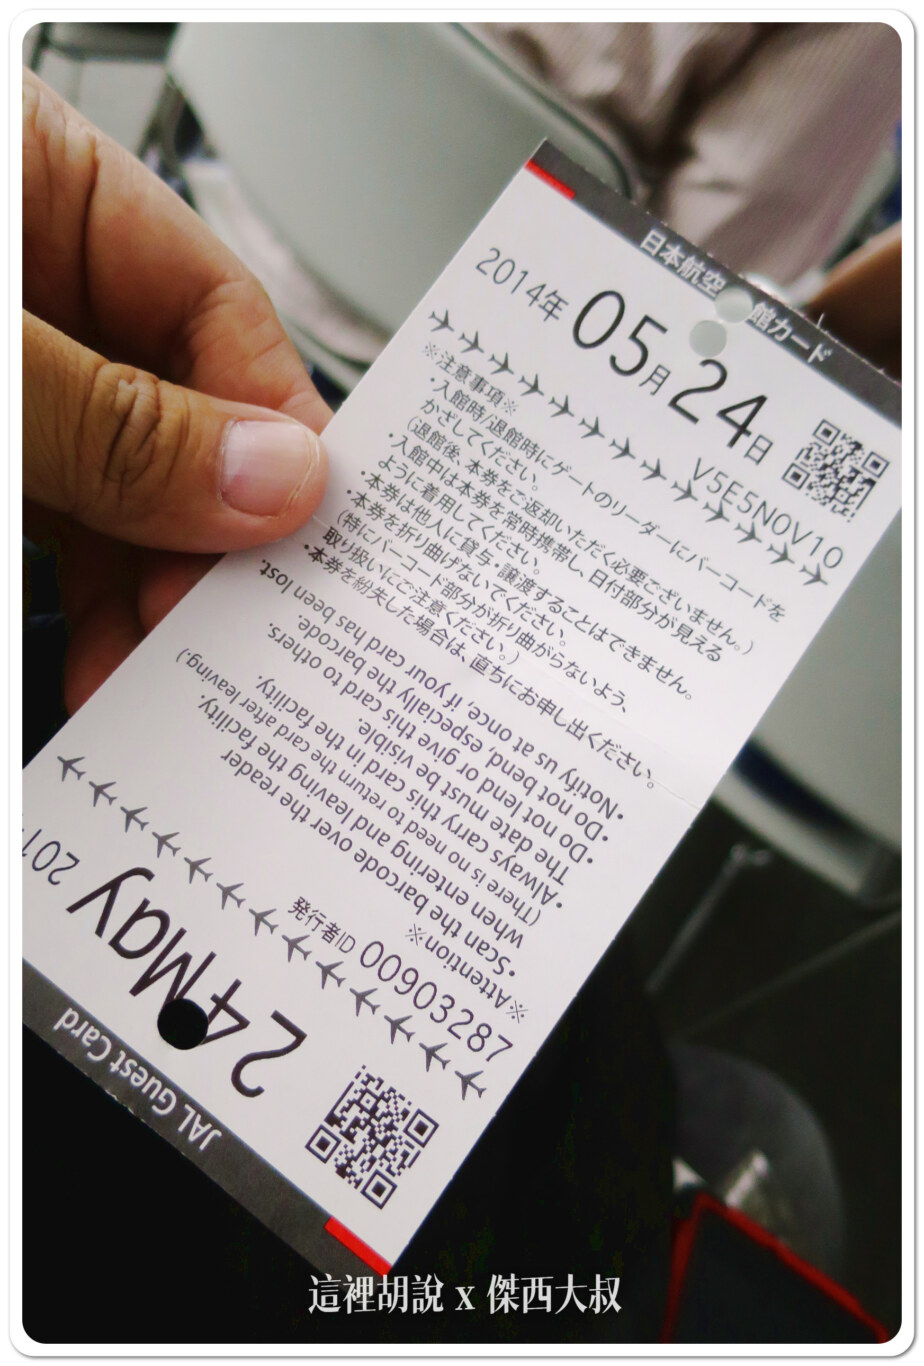 日本航空 館カード
2014年 05月24日
V5E5N0V10
※注意事項※
・入館時/退館時にゲートのリーダーにバーコードを
かざしてください。
(退館後、本券をご返却いただく必要ございません。)
・入館中は本券を常時携帯し、日付部分が見える
ように着用してください。
・本券は他人に貸与・譲渡することはできません。
・本券を折り曲げないでください。
(特にバーコード部分が折り曲がらないよう、
取り扱いにご注意ください。)
・本券を紛失した場合は、直ちにお申し出ください。
JAL Guest Card
24May 201
発行者ID 00903287
※Attention※
・Scan the barcode over the reader
when entering and leaving the facility.
(There is no need to return the card after leaving.)
・Always carry this card in the facility.
The date must be visible.
・Do not lend or give this card to others.
・Do not bend, especially the barcode.
・Notify us at once, if your card has been lost.
這裡胡說 x 傑西大叔